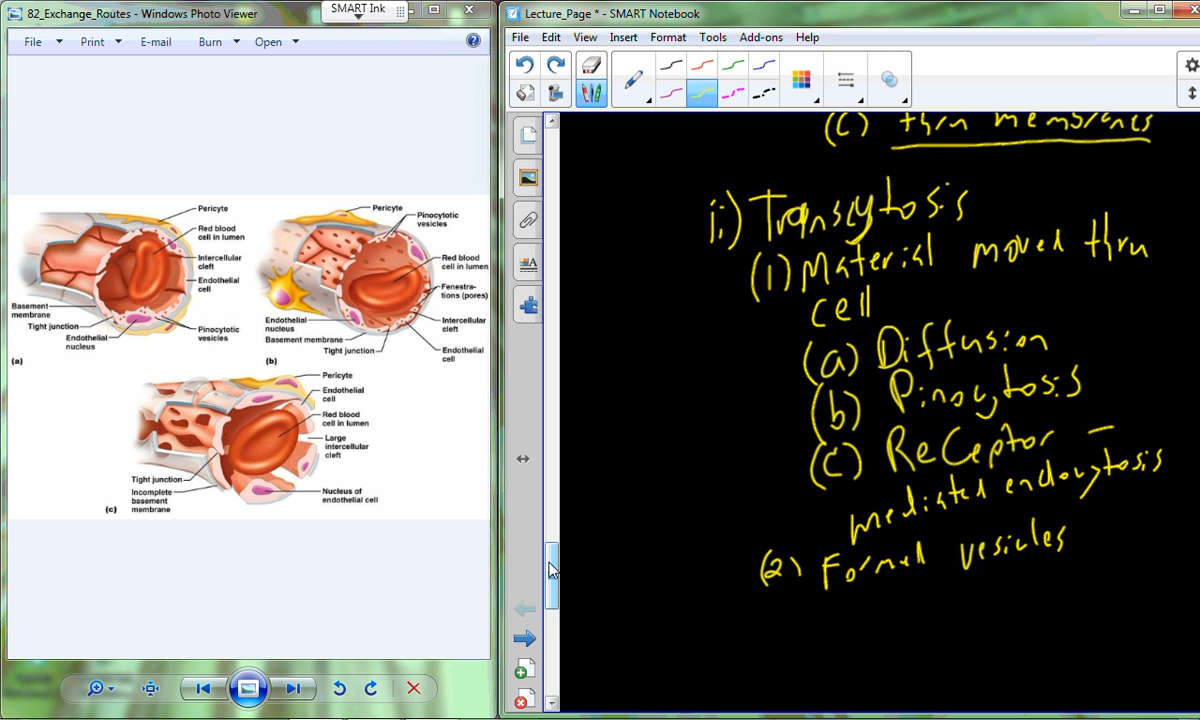 82_Exchange_Routes - Windows Photo Viewer
SMART Ink
File Print E-mail Burn Open
Pericyte
Red blood
cell in lumen
Intercellular
cleft
Endothelial
cell
Basement
membrane
Tight junction
Endothelial
nucleus
Pinocytotic
vesicles
(a)
Pericyte
Pinocytotic
vesicles
Red blood
cell in lumen
Fenestra-
tions (pores)
Endothelial
nucleus
Intercellular
cleft
Basement membrane
Tight junction
Endothelial
cell
(b)
Pericyte
Endothelial
cell
Red blood
cell in lumen
Large
intercellular
cleft
Tight junction
Incomplete
basement
membrane
Nucleus of
endothelial cell
(c)
Lecture_Page * - SMART Notebook
File Edit View Insert Format Tools Add-ons Help
(c) thru membranes
ii) Transcytosis
(1) Material moved thru
cell
(a) Diffusion
(b) Pinocytosis
(c) Receptor -
mediated endocytosis
(2) Formed vesicles